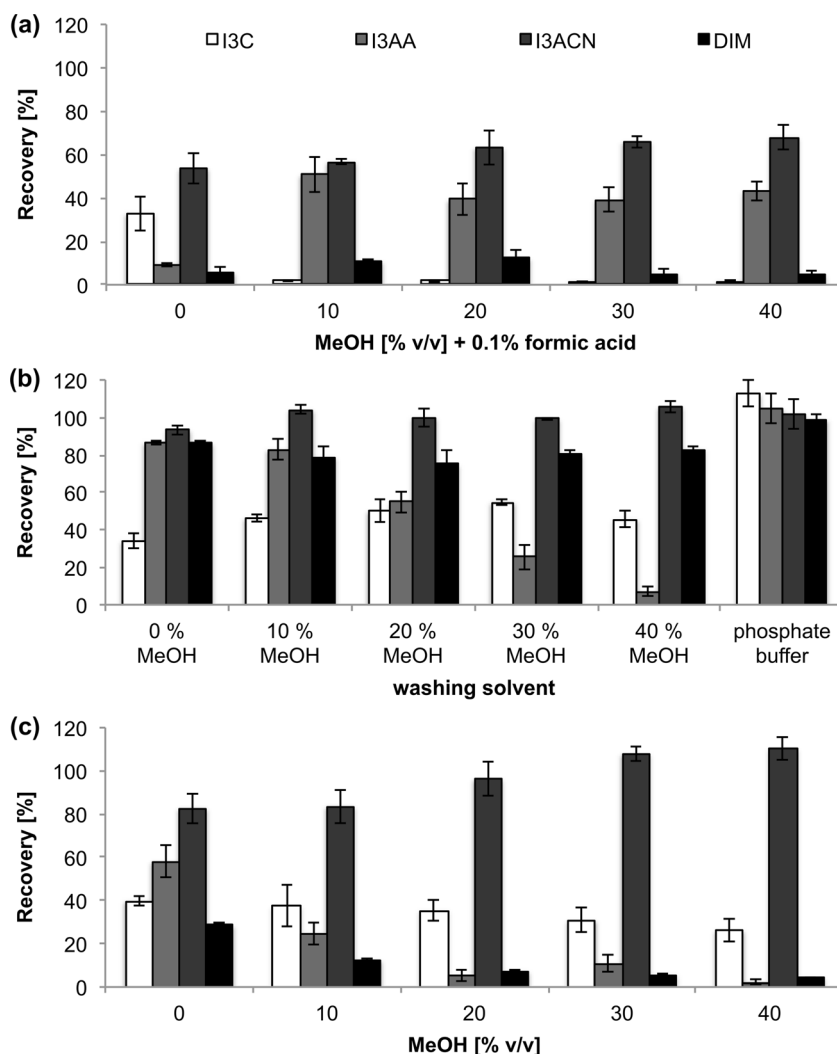 (a)
I3C I3AA I3ACN DIM
Recovery [%]
120
100
80
60
40
20
0
0 10 20 30 40
MeOH [% v/v] + 0.1% formic acid
(b)
Recovery [%]
120
100
80
60
40
20
0
0 % 10 % 20 % 30 % 40 % phosphate
MeOH MeOH MeOH MeOH MeOH buffer
washing solvent
(c)
Recovery [%]
120
100
80
60
40
20
0
0 10 20 30 40
MeOH [% v/v]